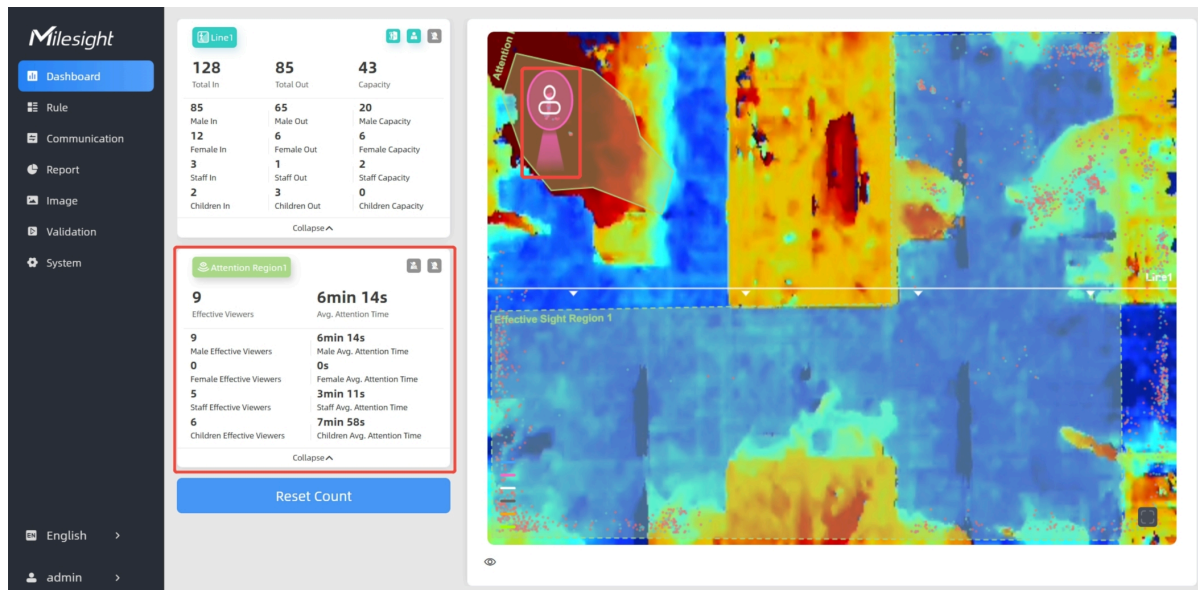 Milesight
Dashboard
Rule
Communication
Report
Image
Validation
System
EN English
admin
Line1
128 85 43
Total In Total Out Capacity
85 65 20
Male In Male Out Male Capacity
12 6 6
Female In Female Out Female Capacity
3 1 2
Staff In Staff Out Staff Capacity
2 3 0
Children In Children Out Children Capacity
Collapse
Attention Region1
9 6min 14s
Effective Viewers Avg. Attention Time
9 6min 14s
Male Effective Viewers Male Avg. Attention Time
0 0s
Female Effective Viewers Female Avg. Attention Time
5 3min 11s
Staff Effective Viewers Staff Avg. Attention Time
6 7min 58s
Children Effective Viewers Children Avg. Attention Time
Collapse
Reset Count
Attention
Line1
Effective Sight Region 1